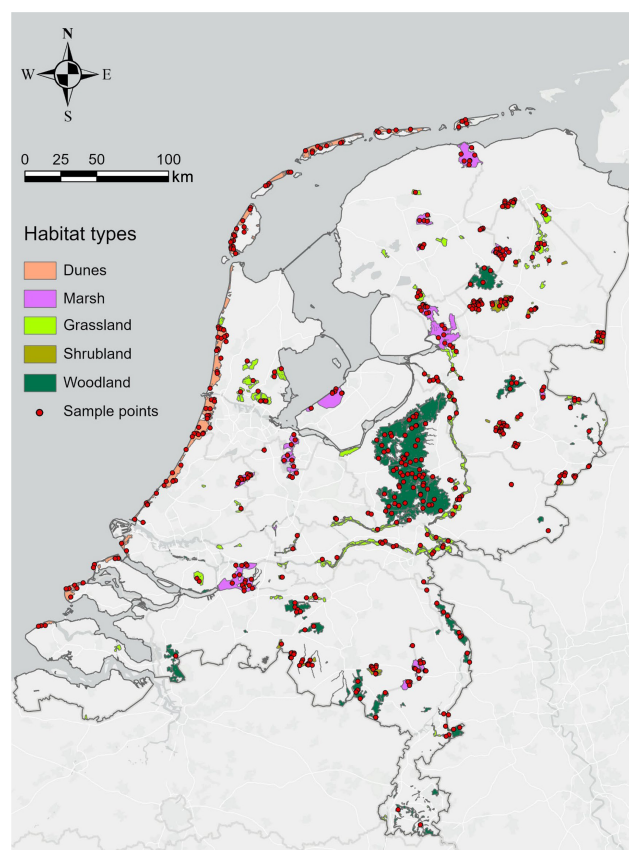 N
W E
S
0 25 50 100
km
Habitat types
Dunes
Marsh
Grassland
Shrubland
Woodland
Sample points